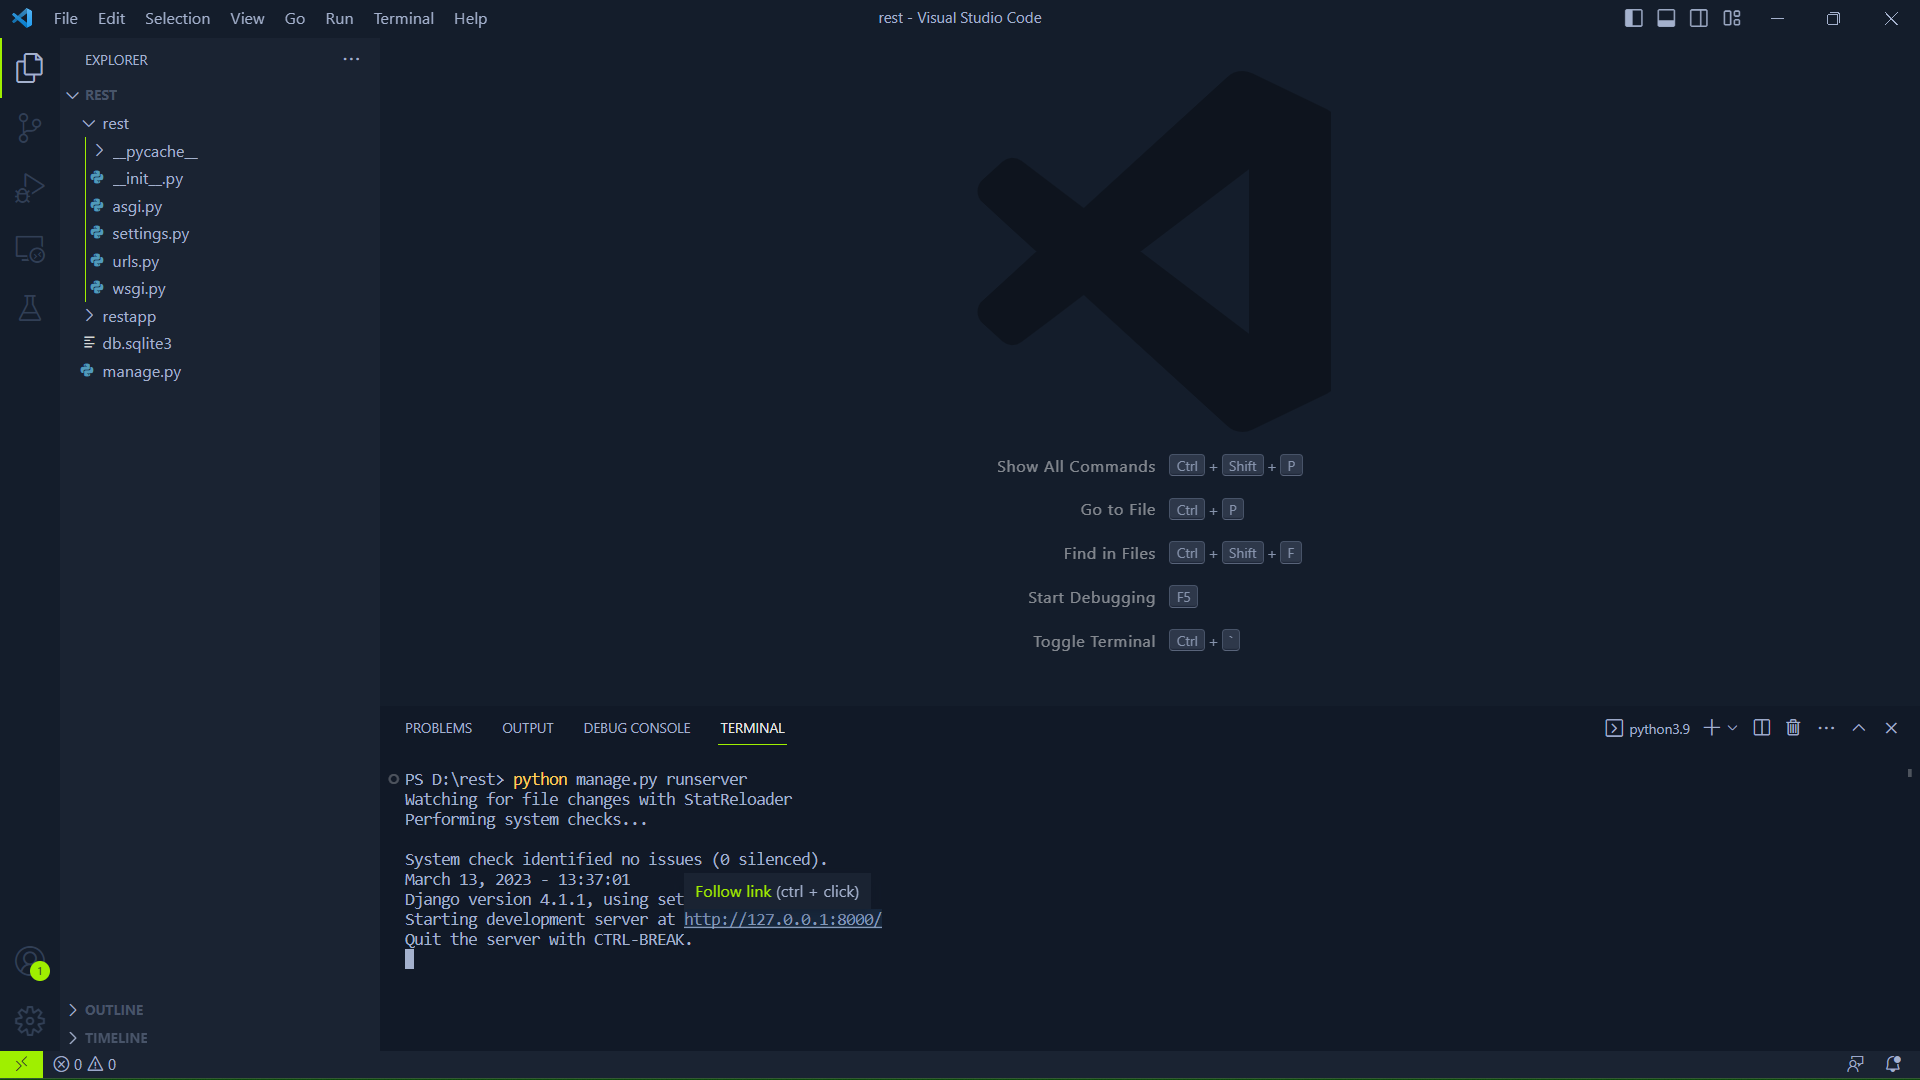 File Edit Selection View Go Run Terminal Help
rest - Visual Studio Code
EXPLORER
REST
rest
__pycache__
__init__.py
asgi.py
settings.py
urls.py
wsgi.py
restapp
db.sqlite3
manage.py
OUTLINE
TIMELINE
Show All Commands Ctrl + Shift + P
Go to File Ctrl + P
Find in Files Ctrl + Shift + F
Start Debugging F5
Toggle Terminal Ctrl + `
PROBLEMS OUTPUT DEBUG CONSOLE TERMINAL
python3.9
PS D:\rest> python manage.py runserver
Watching for file changes with StatReloader
Performing system checks...
System check identified no issues (0 silenced).
March 13, 2023 - 13:37:01
Follow link (ctrl + click)
Django version 4.1.1, using set
Starting development server at http://127.0.0.1:8000/
Quit the server with CTRL-BREAK.
1
0 0